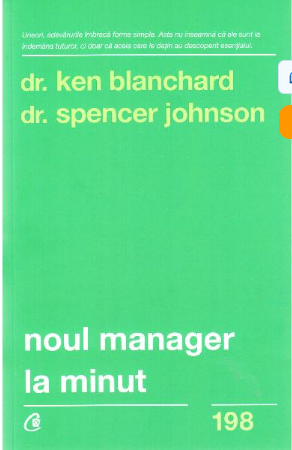 Uneori, adevărurile îmbracă forme simple. Asta nu înseamnă că ele sunt la
îndemâna tuturor, ci doar că aceia care le dețin au descoperit esențialul.
dr. ken blanchard
dr. spencer johnson
noul manager
la minut
198